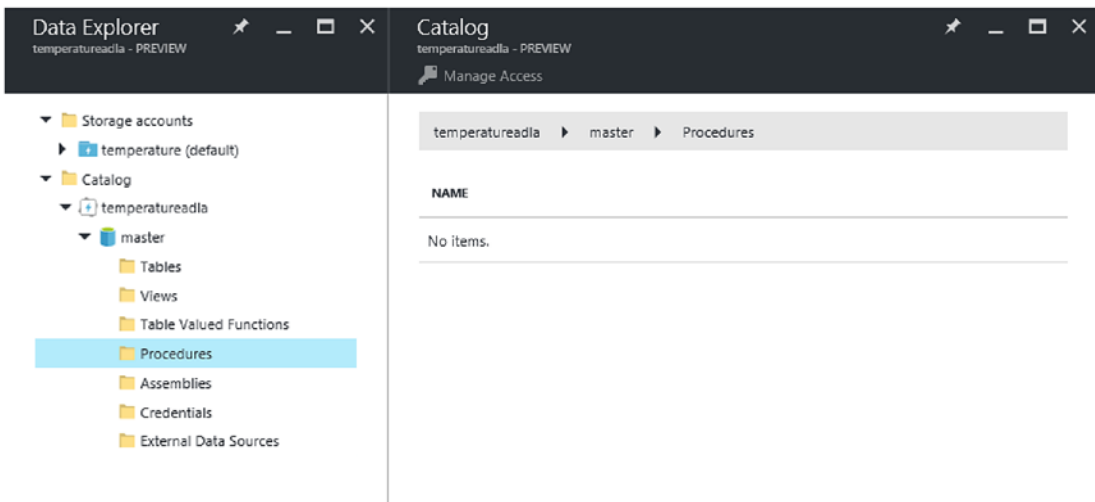 Data Explorer
temperatureadla - PREVIEW
Storage accounts
temperature (default)
Catalog
temperatureadla
master
Tables
Views
Table Valued Functions
Procedures
Assemblies
Credentials
External Data Sources
Catalog
temperatureadla - PREVIEW
Manage Access
temperatureadla master Procedures
NAME
No items.